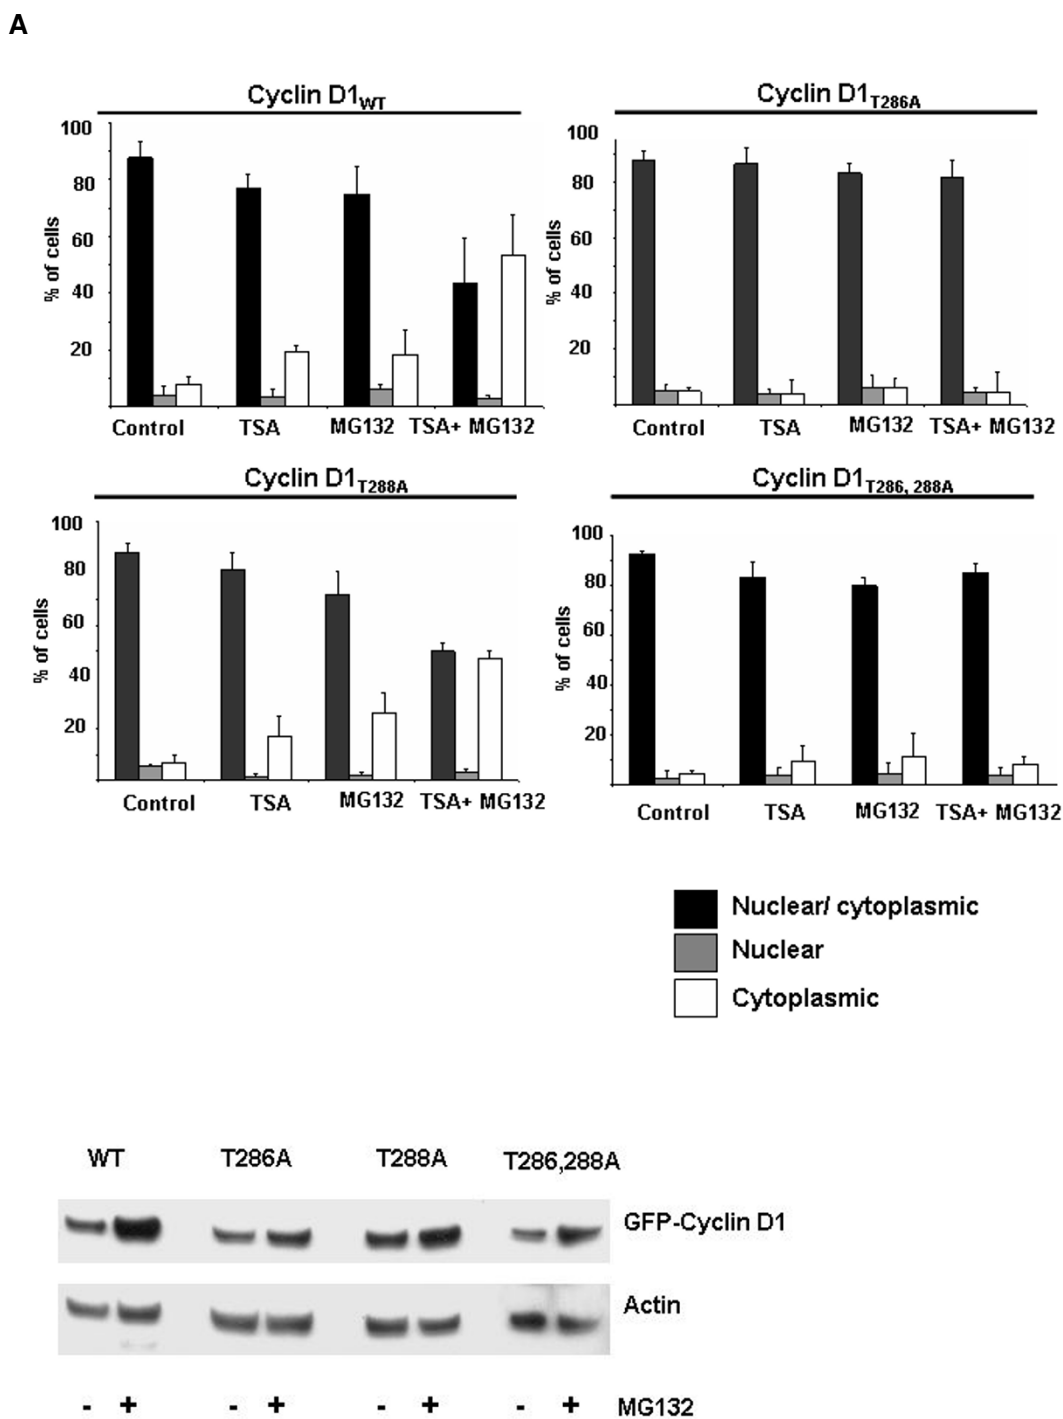 A
Cyclin D1WT
100
80
60
40
20
% of cells
Control TSA MG132 TSA+ MG132
Cyclin D1T286A
100
80
60
40
20
% of cells
Control TSA MG132 TSA+ MG132
Cyclin D1T288A
100
80
60
40
20
% of cells
Control TSA MG132 TSA+ MG132
Cyclin D1T286, 288A
100
80
60
40
20
% of cells
Control TSA MG132 TSA+ MG132
Nuclear/ cytoplasmic
Nuclear
Cytoplasmic
WT T286A T288A T286,288A
GFP-Cyclin D1
Actin
- + - + - + - + MG132